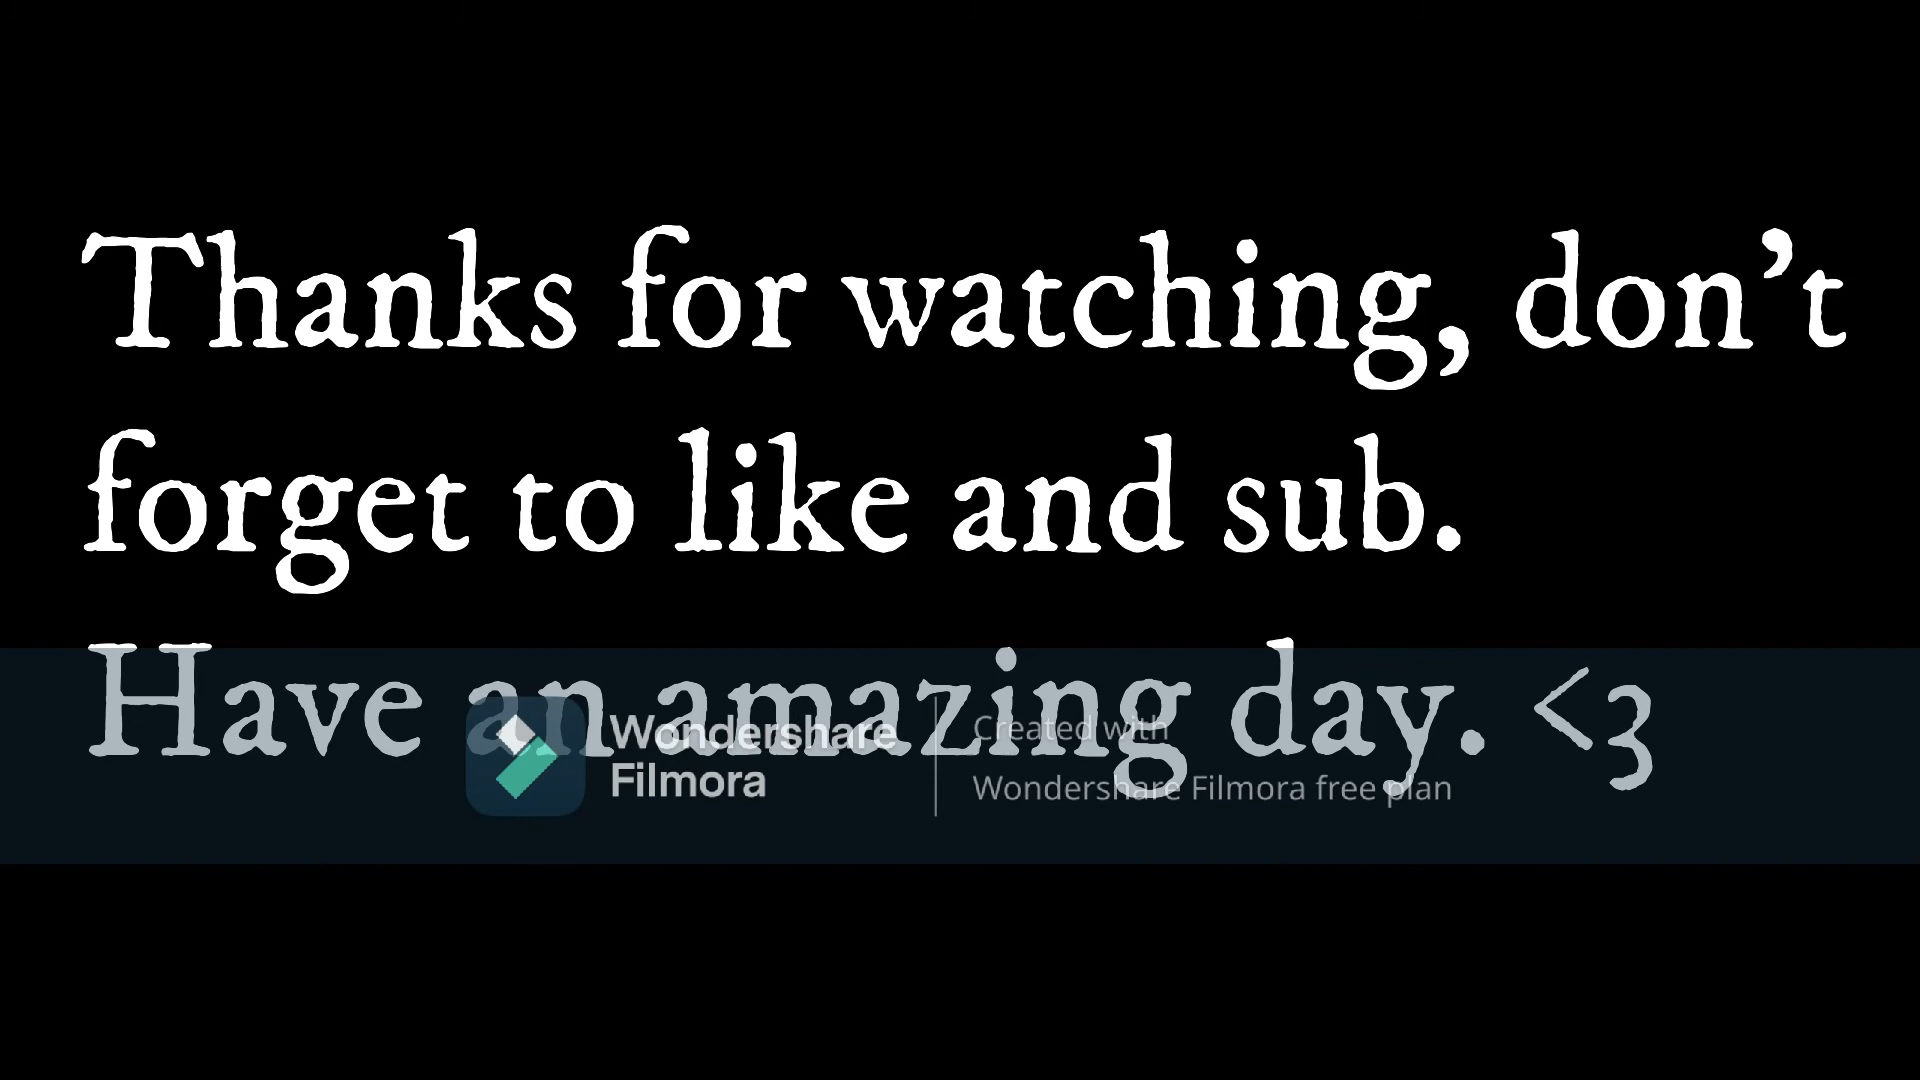 Thanks for watching, don’t
forget to like and sub.
Have an amazing day. <3
Wondershare
Filmora
Created with
Wondershare Filmora free plan